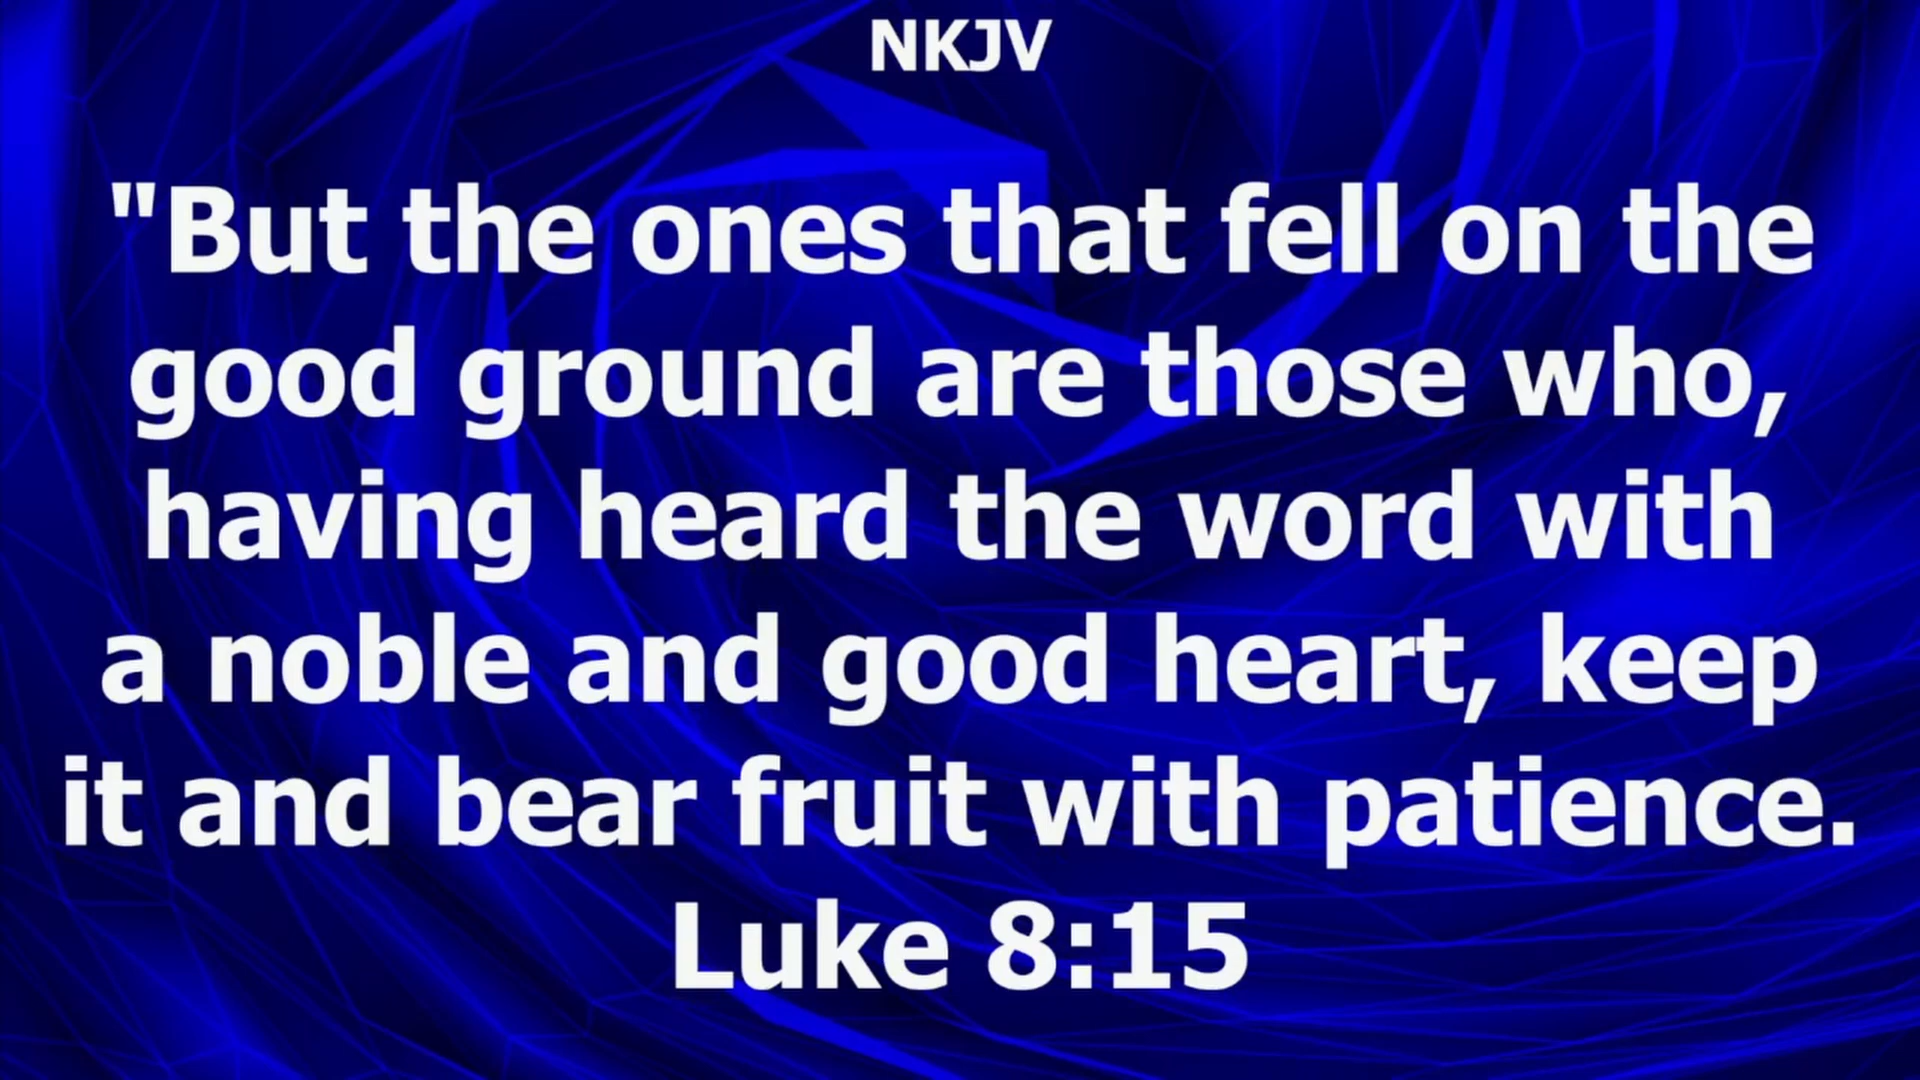 NKJV
"But the ones that fell on the
good ground are those who,
having heard the word with
a noble and good heart, keep
it and bear fruit with patience.
Luke 8:15